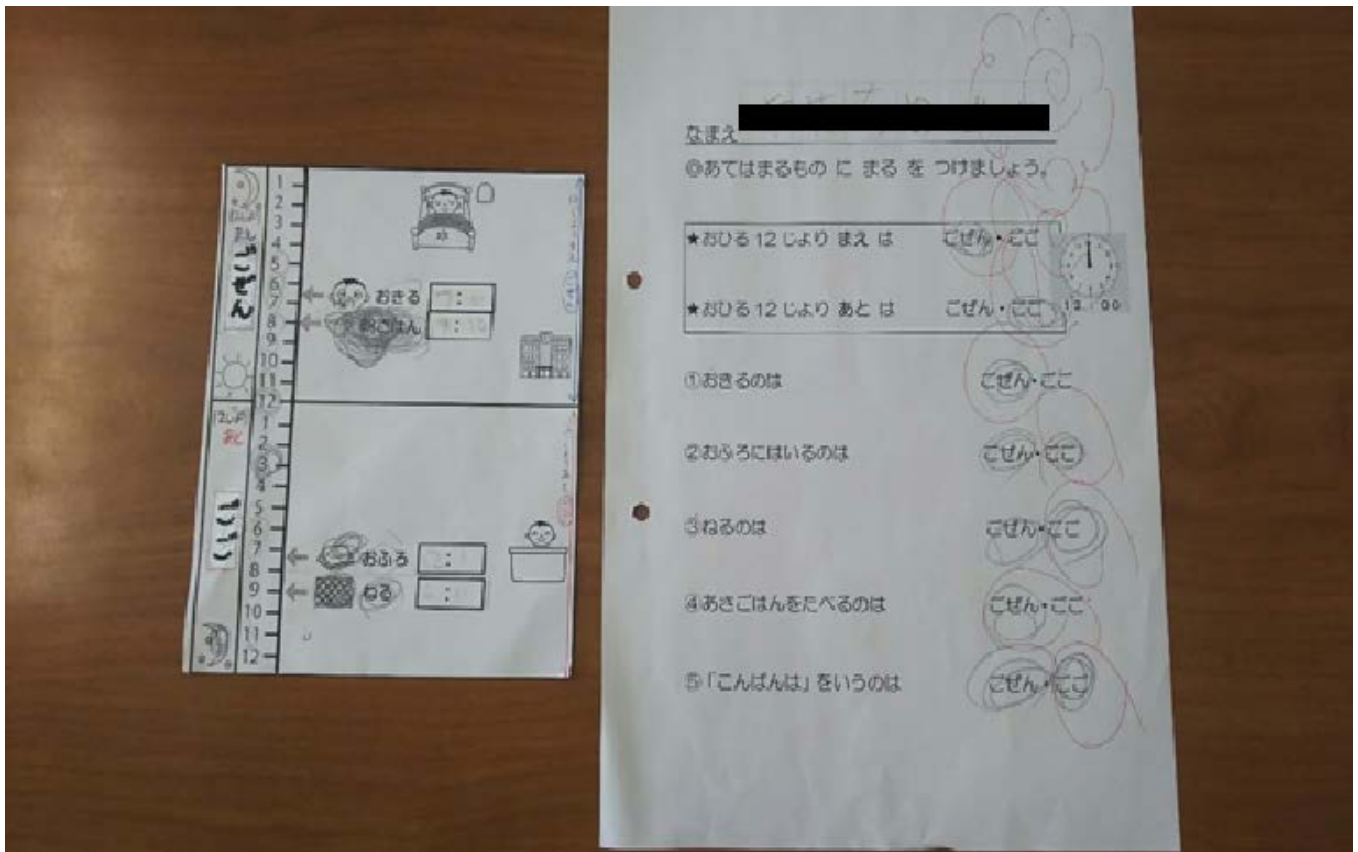 1
2
3
4
5
6
7 おきる
8 朝ごはん
9
10
11
12
1
2
3
4
5
6
7 おふろ
8
9 ねる
10
11
12
なまえ
◎あてはまるもの に まる を つけましょう。
★おひる 12 じより まえ は ごぜん・ごご
★おひる 12 じより あと は ごぜん・ごご
12 00
①おきるのは ごぜん・ごご
②おふろにはいるのは ごぜん・ごご
③ねるのは ごぜん・ごご
④あさごはんをたべるのは ごぜん・ごご
⑤「こんばんは」をいうのは ごぜん・ごご